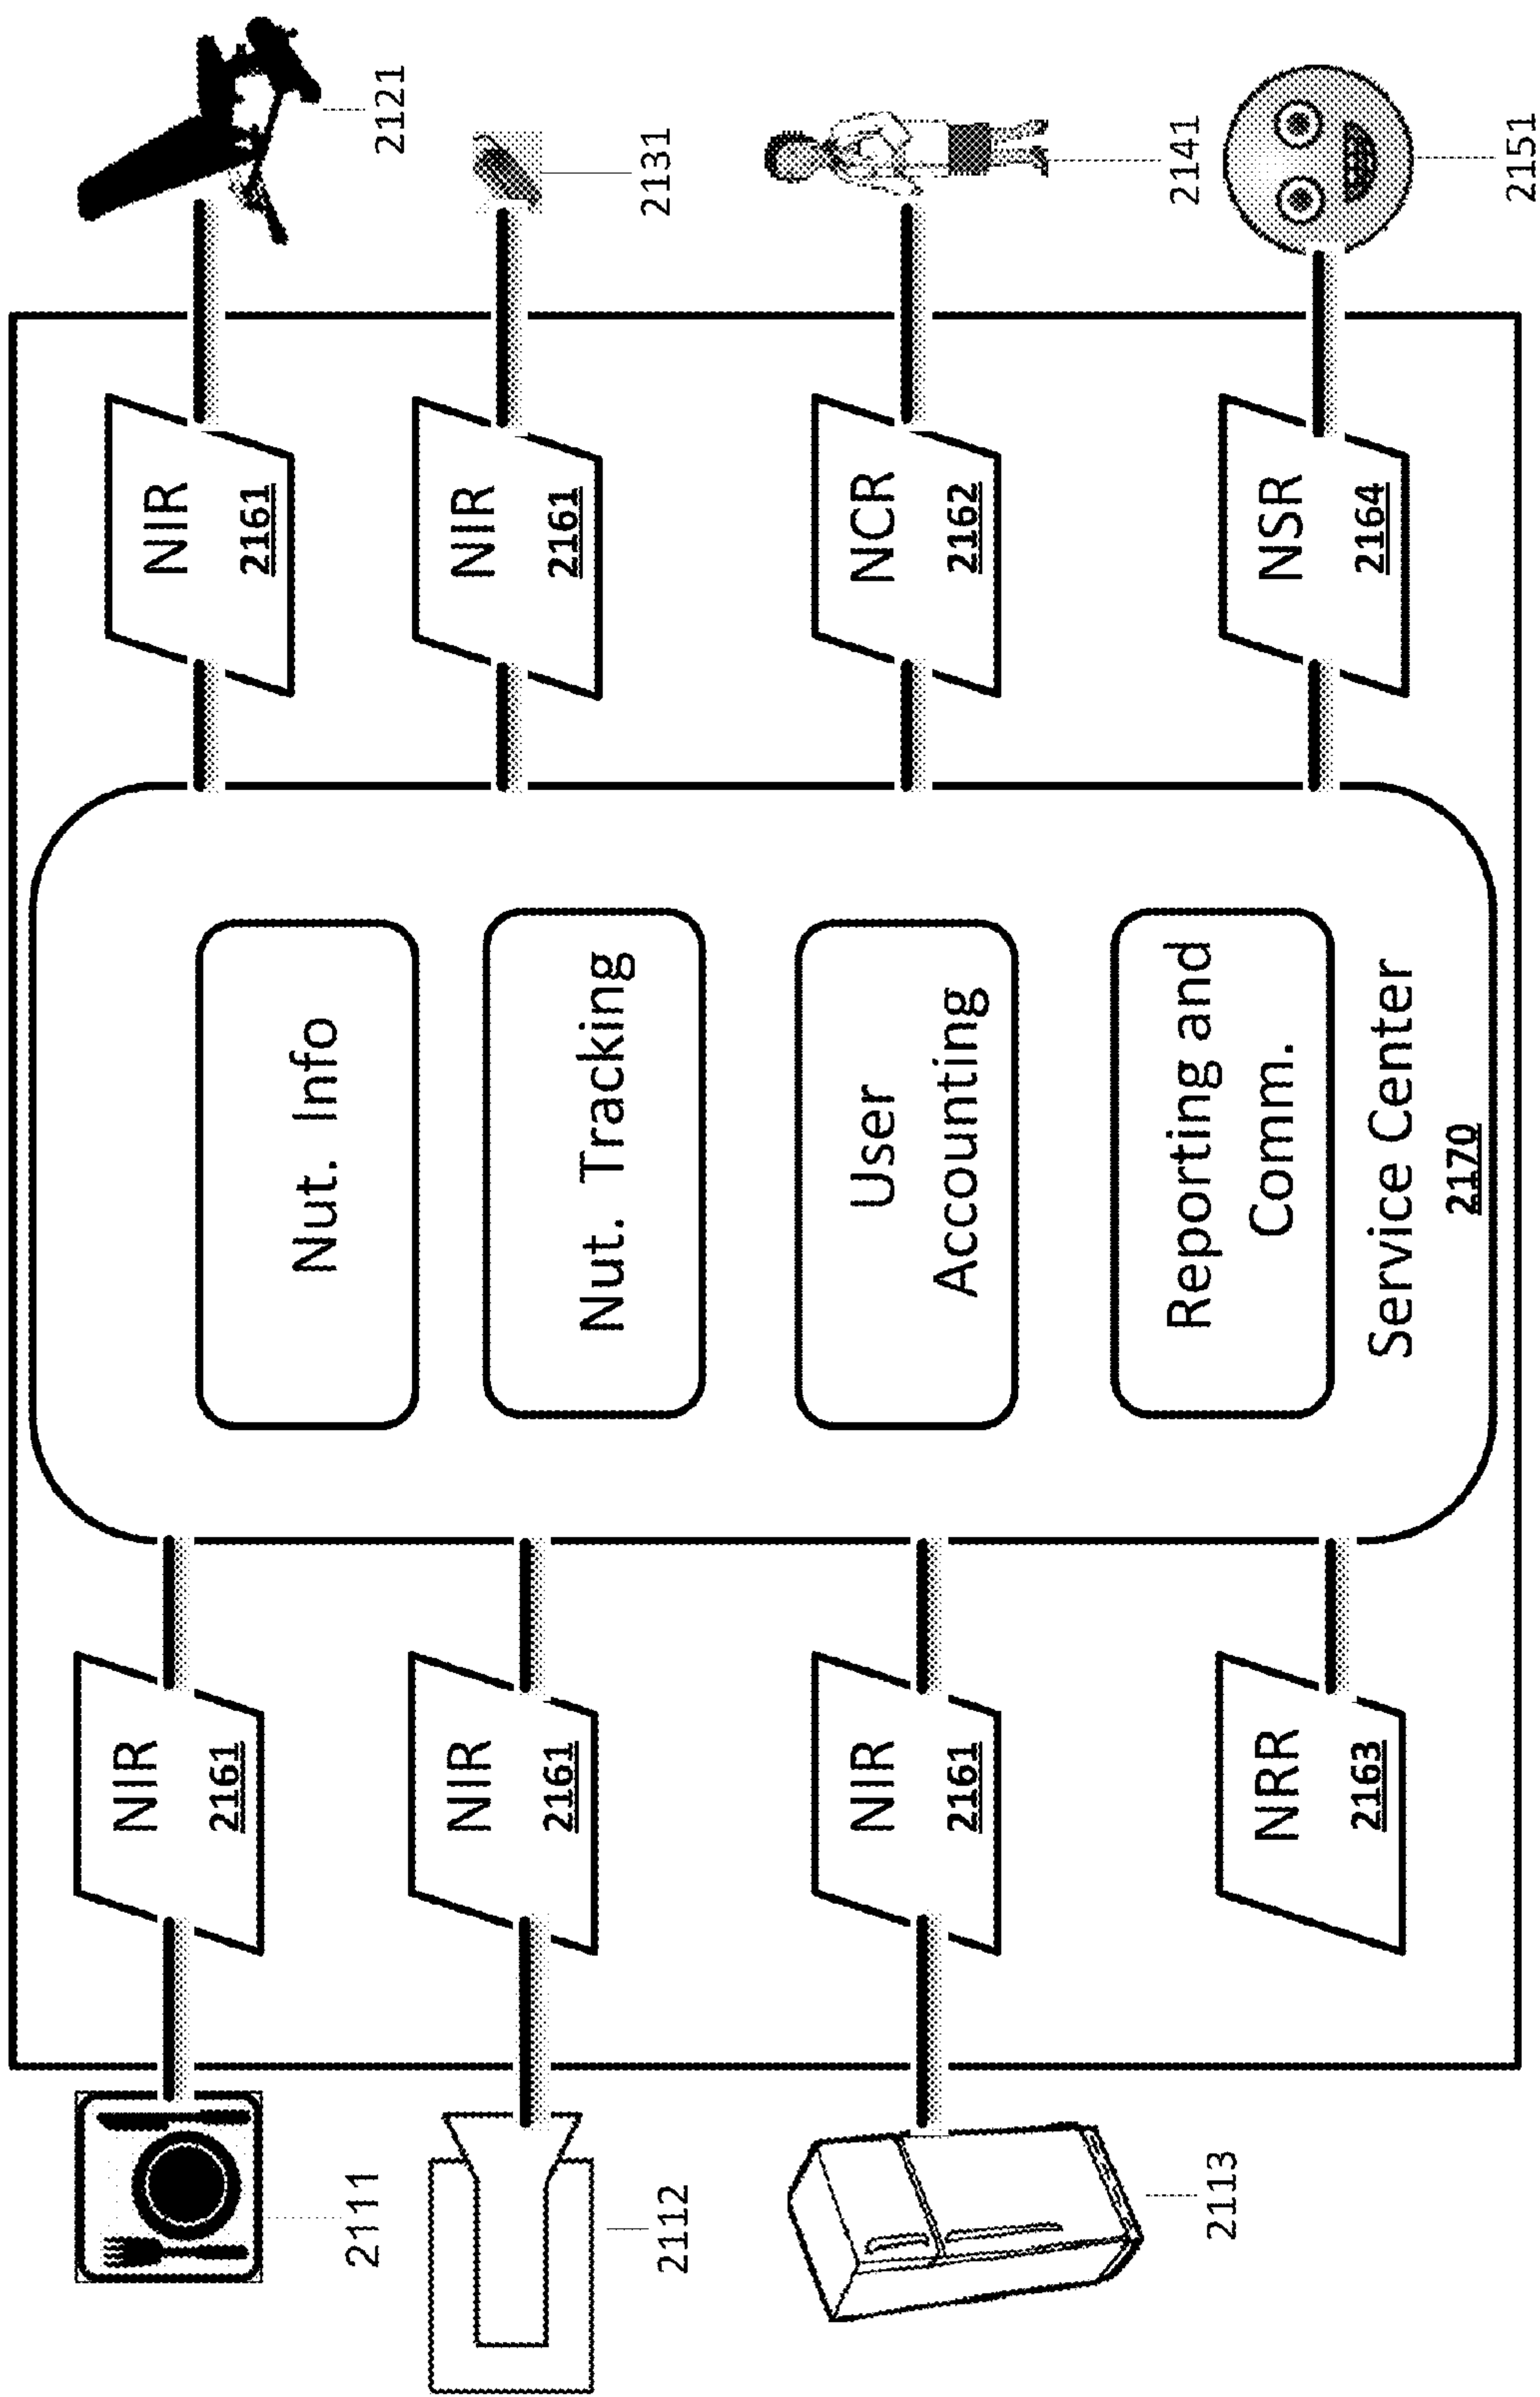 NIR
2161
2111
Nut. Info
NIR
2161
2121
NIR
2161
2112
Nut. Tracking
NIR
2161
2131
NIR
2161
2113
User
Accounting
NCR
2162
2141
NRR
2163
Reporting and
Comm.
NSR
2164
2151
Service Center
2170